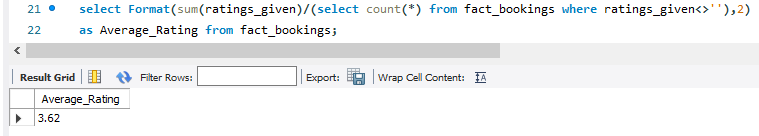 21 select Format(sum(ratings_given)/(select count(*) from fact_bookings where ratings_given<>''),2)
22 as Average_Rating from fact_bookings;
Result Grid Filter Rows: Export: Wrap Cell Content: IA
Average_Rating
3.62